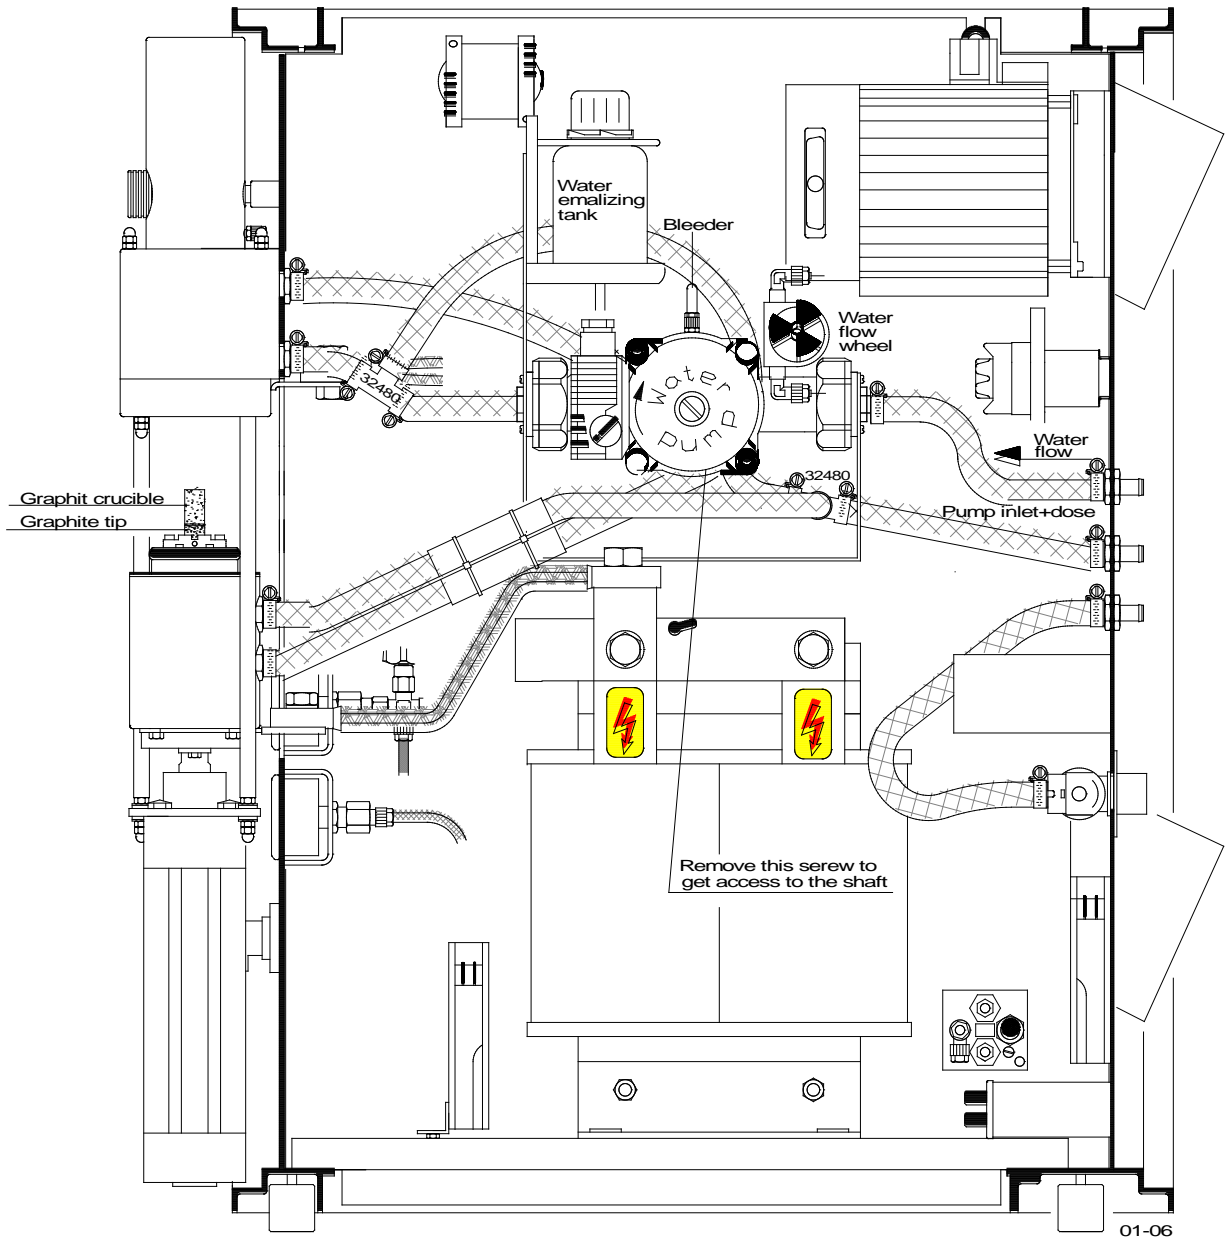 Water
emalizing
tank
Bleeder
Water
flow
wheel
32480
Water
pump
Water
flow
32480
Graphit crucible
Pump inlet+dose
Graphite tip
Remove this serew to
get access to the shaft
01-06